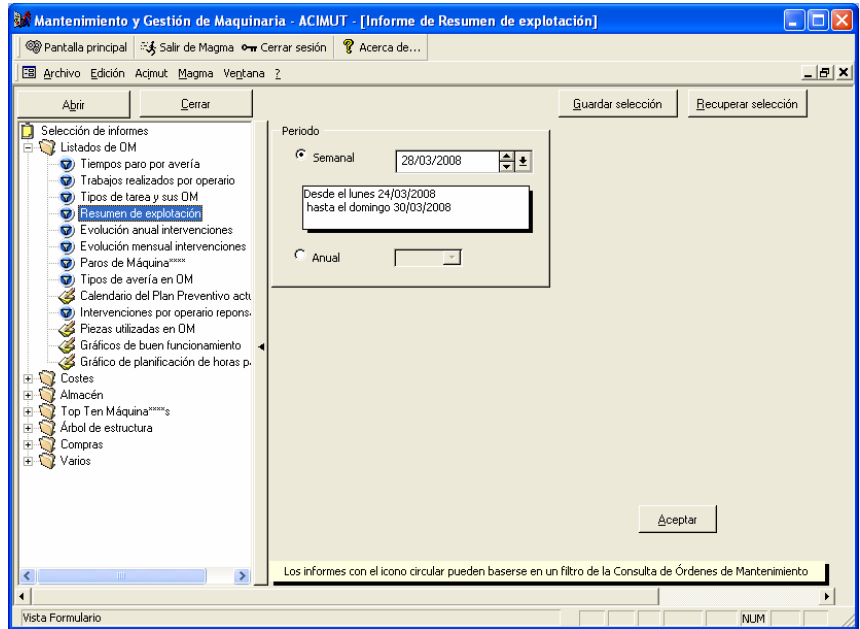 Mantenimiento y Gestión de Maquinaria - ACIMUT - [Informe de Resumen de explotación]
Pantalla principal Salir de Magma Cerrar sesión Acerca de...
Archivo Edición Acimut Magma Ventana ?
Abrir Cerrar Guardar selección Recuperar selección
Selección de informes
Listados de OM
Tiempos paro por avería
Trabajos realizados por operario
Tipos de tarea y sus OM
Resumen de explotación
Evolución anual intervenciones
Evolución mensual intervenciones
Paros de Máquina****
Tipos de avería en OM
Calendario del Plan Preventivo actu
Intervenciones por operario repons
Piezas utilizadas en OM
Gráficos de buen funcionamiento
Gráfico de planificación de horas p
Costes
Almacén
Top Ten Máquina****s
Árbol de estructura
Compras
Varios
Periodo
Semanal 28/03/2008
Desde el lunes 24/03/2008
hasta el domingo 30/03/2008
Anual
Aceptar
Los informes con el icono circular pueden baserse en un filtro de la Consulta de Órdenes de Mantenimiento
Vista Formulario NUM